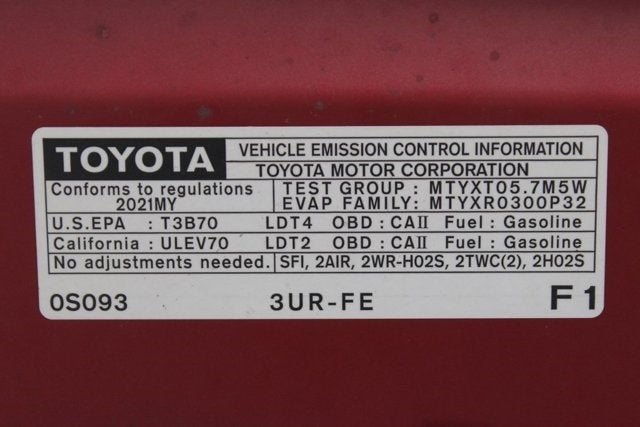 TOYOTA VEHICLE EMISSION CONTROL INFORMATION
TOYOTA MOTOR CORPORATION
Conforms to regulations TEST GROUP : MTYXT05.7M5W
2021MY EVAP FAMILY: MTYXR0300P32
U.S.EPA : T3B70 LDT4 OBD : CAII Fuel : Gasoline
California : ULEV70 LDT2 OBD : CAII Fuel : Gasoline
No adjustments needed. SFI, 2AIR, 2WR-HO2S, 2TWC(2), 2HO2S
0S093 3UR-FE F1